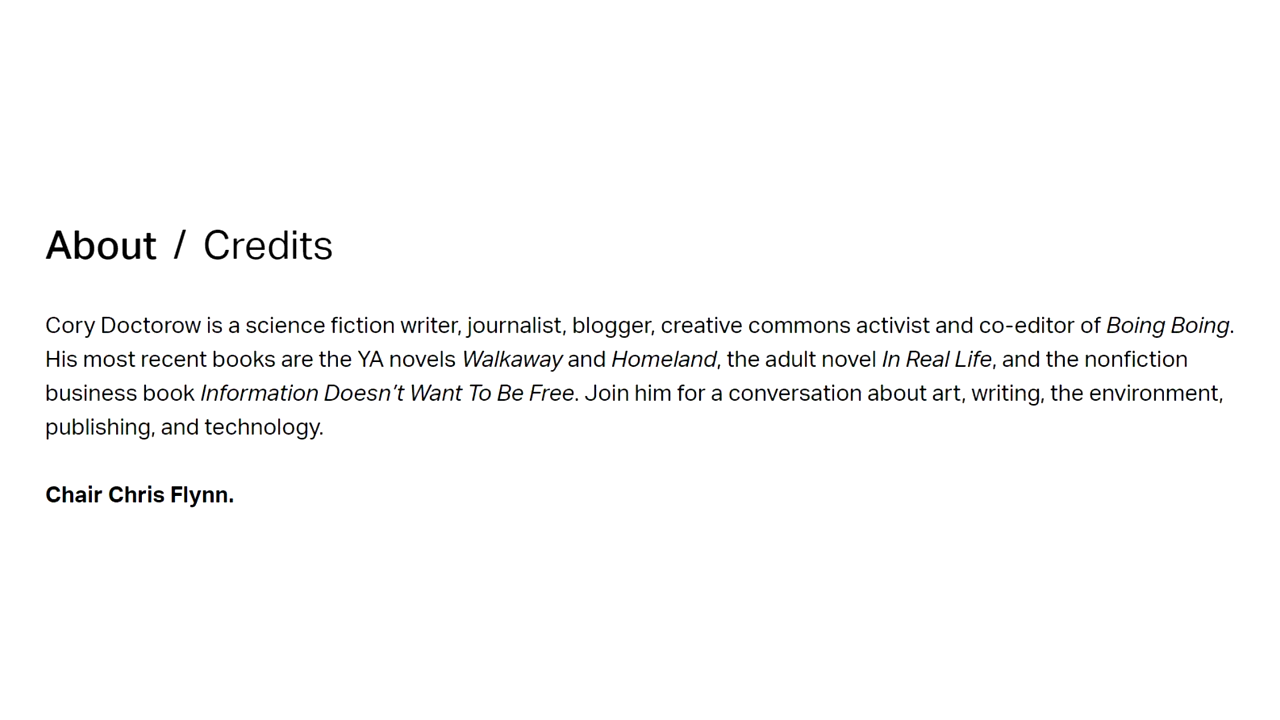 About / Credits
Cory Doctorow is a science fiction writer, journalist, blogger, creative commons activist and co-editor of Boing Boing.
His most recent books are the YA novels Walkaway and Homeland, the adult novel In Real Life, and the nonfiction
business book Information Doesn’t Want To Be Free. Join him for a conversation about art, writing, the environment,
publishing, and technology.
Chair Chris Flynn.